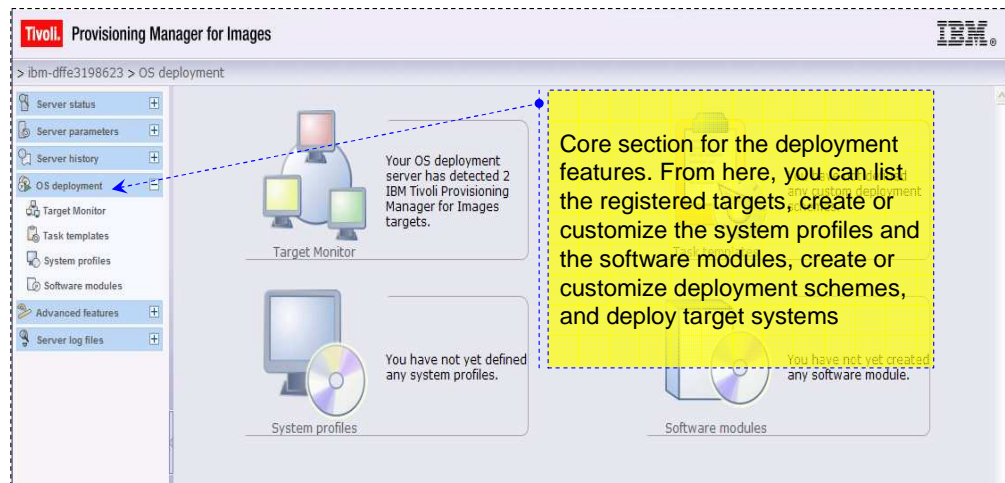 Tivoli. Provisioning Manager for Images
IBM®
> ibm-dffe3198623 > OS deployment
Server status
Server parameters
Server history
OS deployment
Target Monitor
Task templates
System profiles
Software modules
Advanced features
Server log files
Your OS deployment
server has detected 2
IBM Tivoli Provisioning
Manager for Images
targets.
Target Monitor
Core section for the deployment
features. From here, you can list
the registered targets, create or
customize the system profiles and
the software modules, create or
customize deployment schemes,
and deploy target systems
any custom deployment
Task templates
You have not yet defined
any system profiles.
System profiles
You have not yet created
any software module.
Software modules